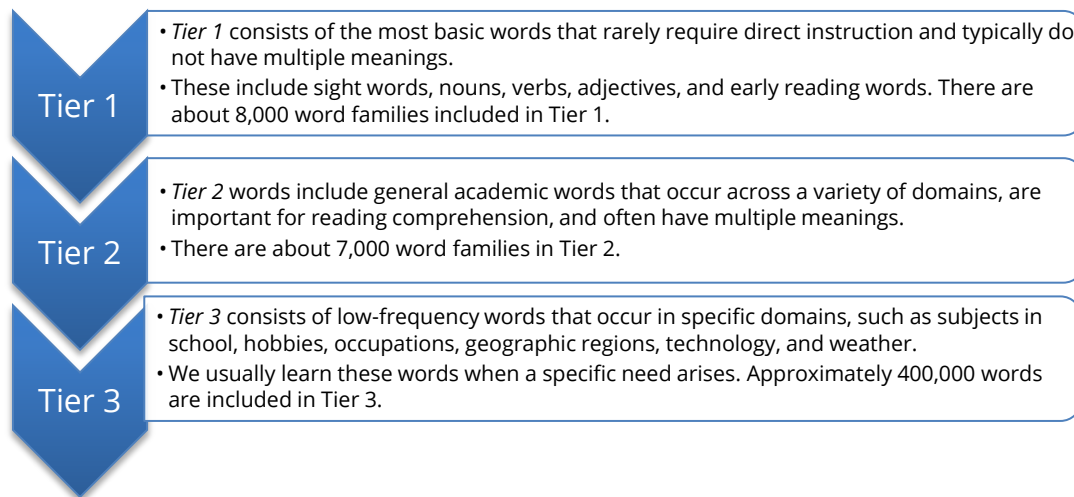 Tier 1
• Tier 1 consists of the most basic words that rarely require direct instruction and typically do
not have multiple meanings.
• These include sight words, nouns, verbs, adjectives, and early reading words. There are
about 8,000 word families included in Tier 1.
Tier 2
• Tier 2 words include general academic words that occur across a variety of domains, are
important for reading comprehension, and often have multiple meanings.
• There are about 7,000 word families in Tier 2.
Tier 3
• Tier 3 consists of low-frequency words that occur in specific domains, such as subjects in
school, hobbies, occupations, geographic regions, technology, and weather.
• We usually learn these words when a specific need arises. Approximately 400,000 words
are included in Tier 3.